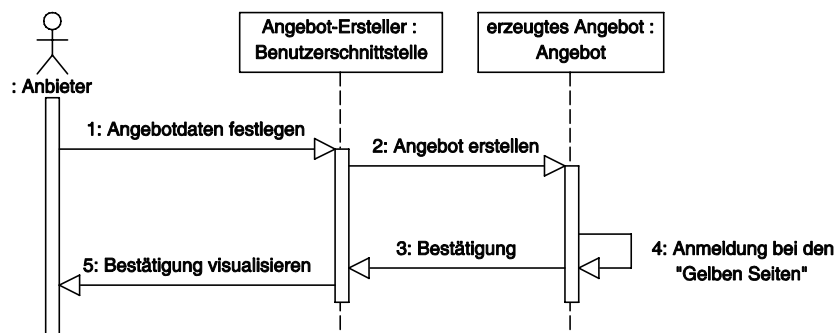 Angebot-Ersteller :
Benutzerschnittstelle
erzeugtes Angebot :
Angebot
: Anbieter
1: Angebotdaten festlegen
2: Angebot erstellen
3: Bestätigung
4: Anmeldung bei den
"Gelben Seiten"
5: Bestätigung visualisieren